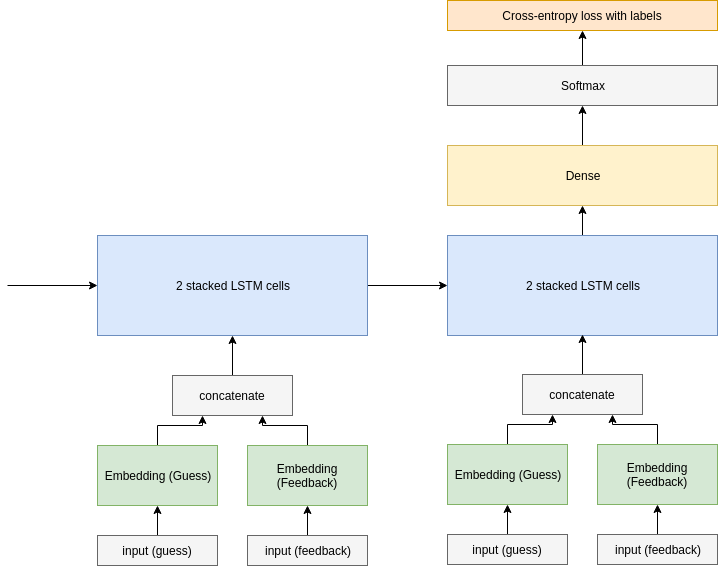 Cross-entropy loss with labels
Softmax
Dense
2 stacked LSTM cells
2 stacked LSTM cells
concatenate
concatenate
Embedding (Guess)
Embedding
(Feedback)
Embedding (Guess)
Embedding
(Feedback)
input (guess)
input (feedback)
input (guess)
input (feedback)